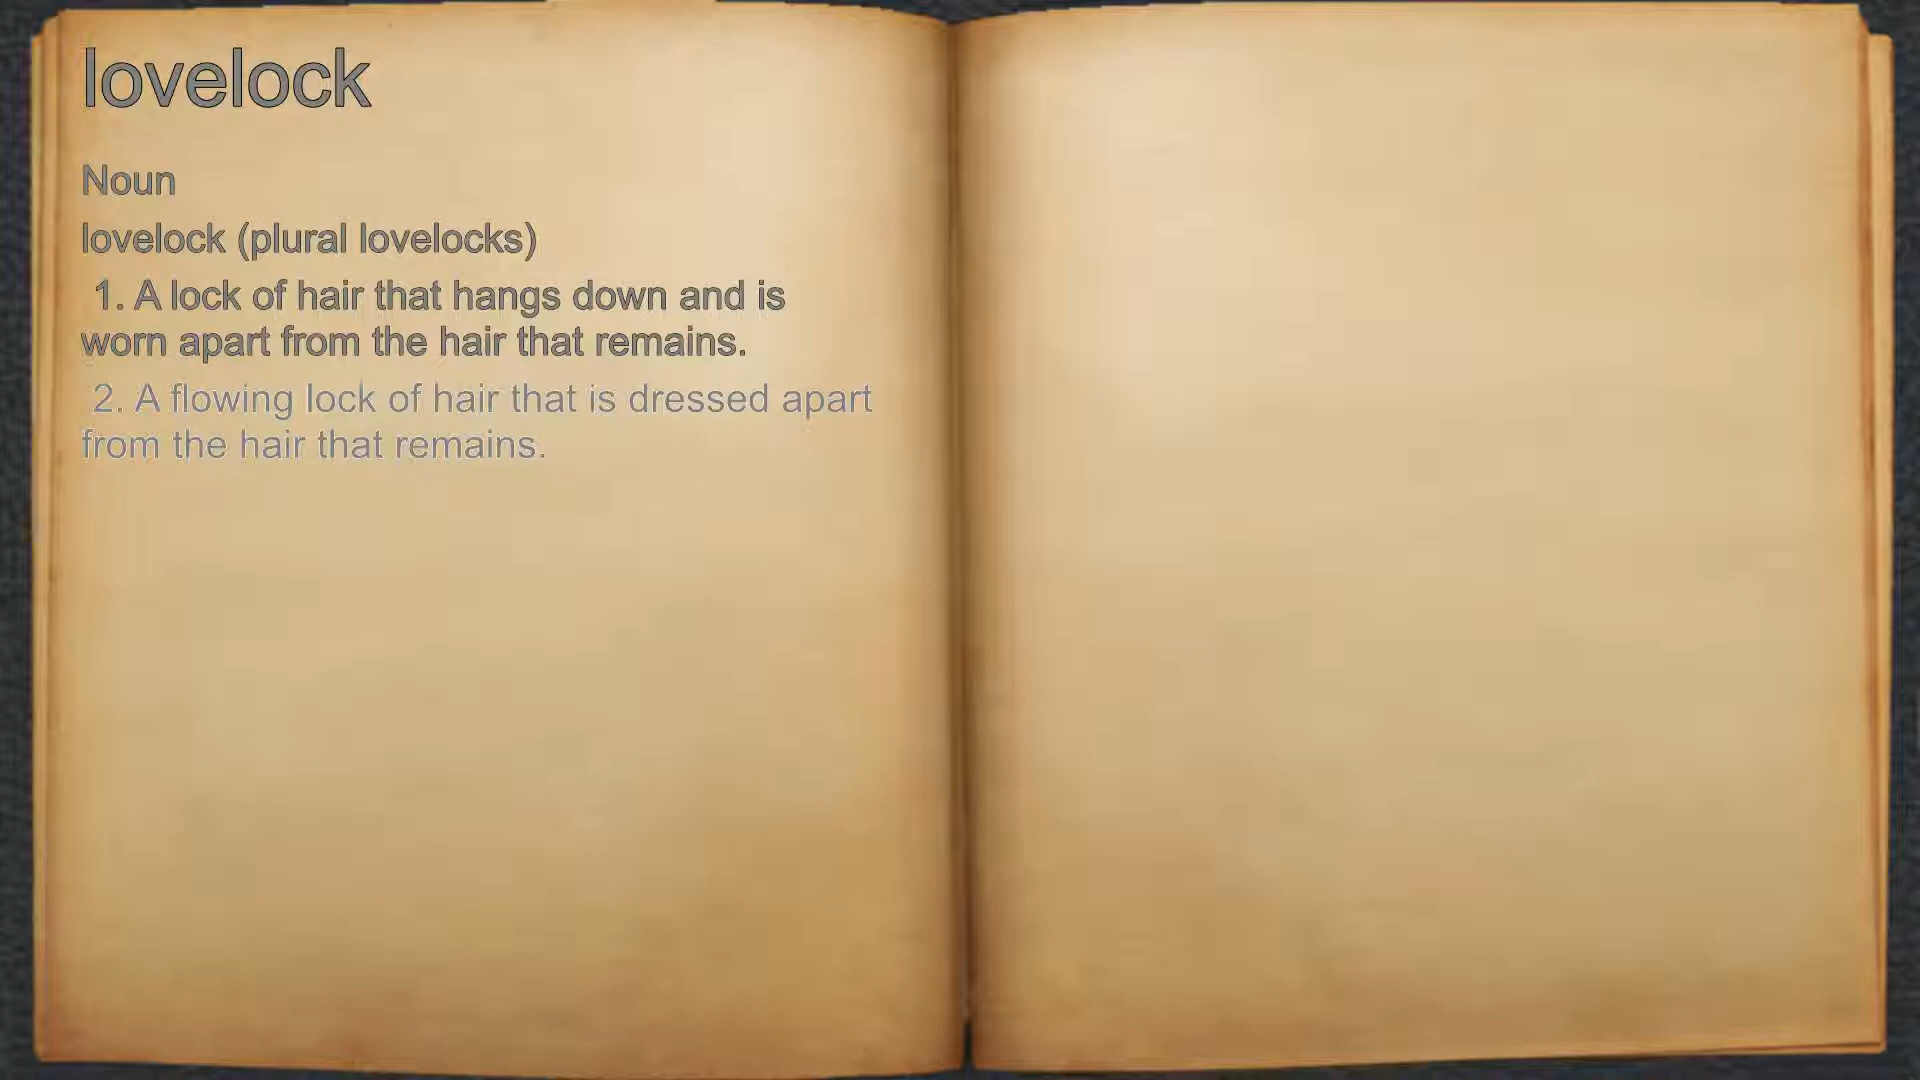 lovelock
Noun
lovelock (plural lovelocks)
1. A lock of hair that hangs down and is
worn apart from the hair that remains.
2. A flowing lock of hair that is dressed apart
from the hair that remains.